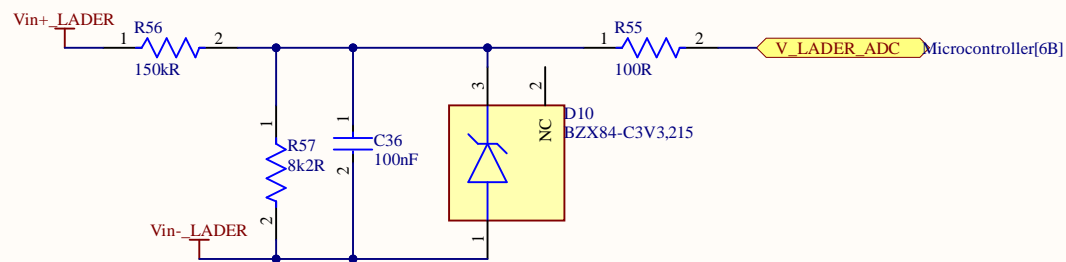 Vin+_LADER
R56
1
2
150kR
R55
1
2
100R
V_LADER_ADC
Microcontroller[6B]
1
R57
8k2R
2
1
C36
100nF
2
3
2
NC
D10
BZX84-C3V3,215
1
Vin-_LADER